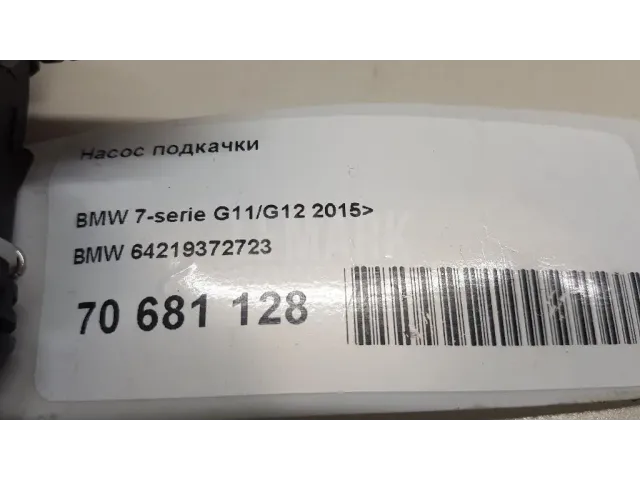 Насос подкачки
BMW 7-serie G11/G12 2015>
BMW 64219372723
70 681 128